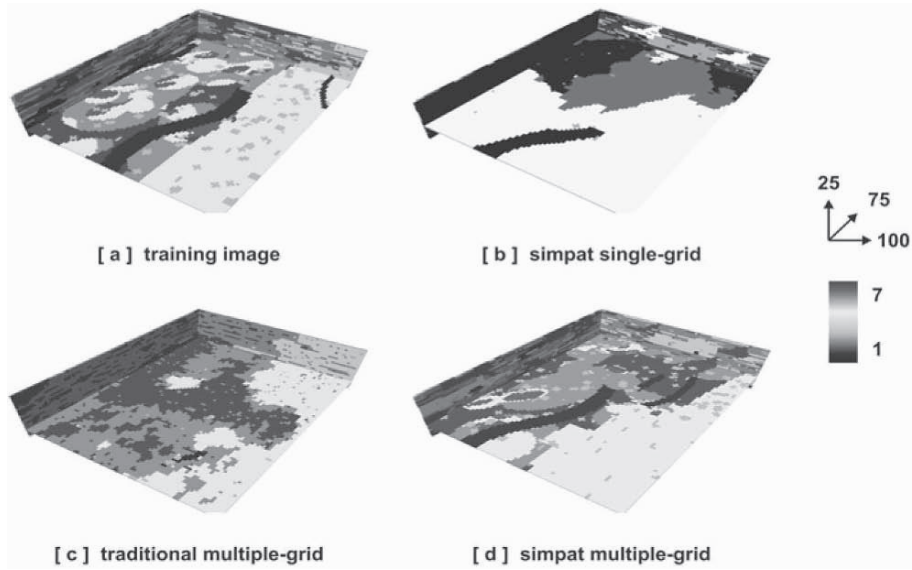 [ a ] training image
[ b ] simpat single-grid
25
75
100
7
1
[ c ] traditional multiple-grid
[ d ] simpat multiple-grid